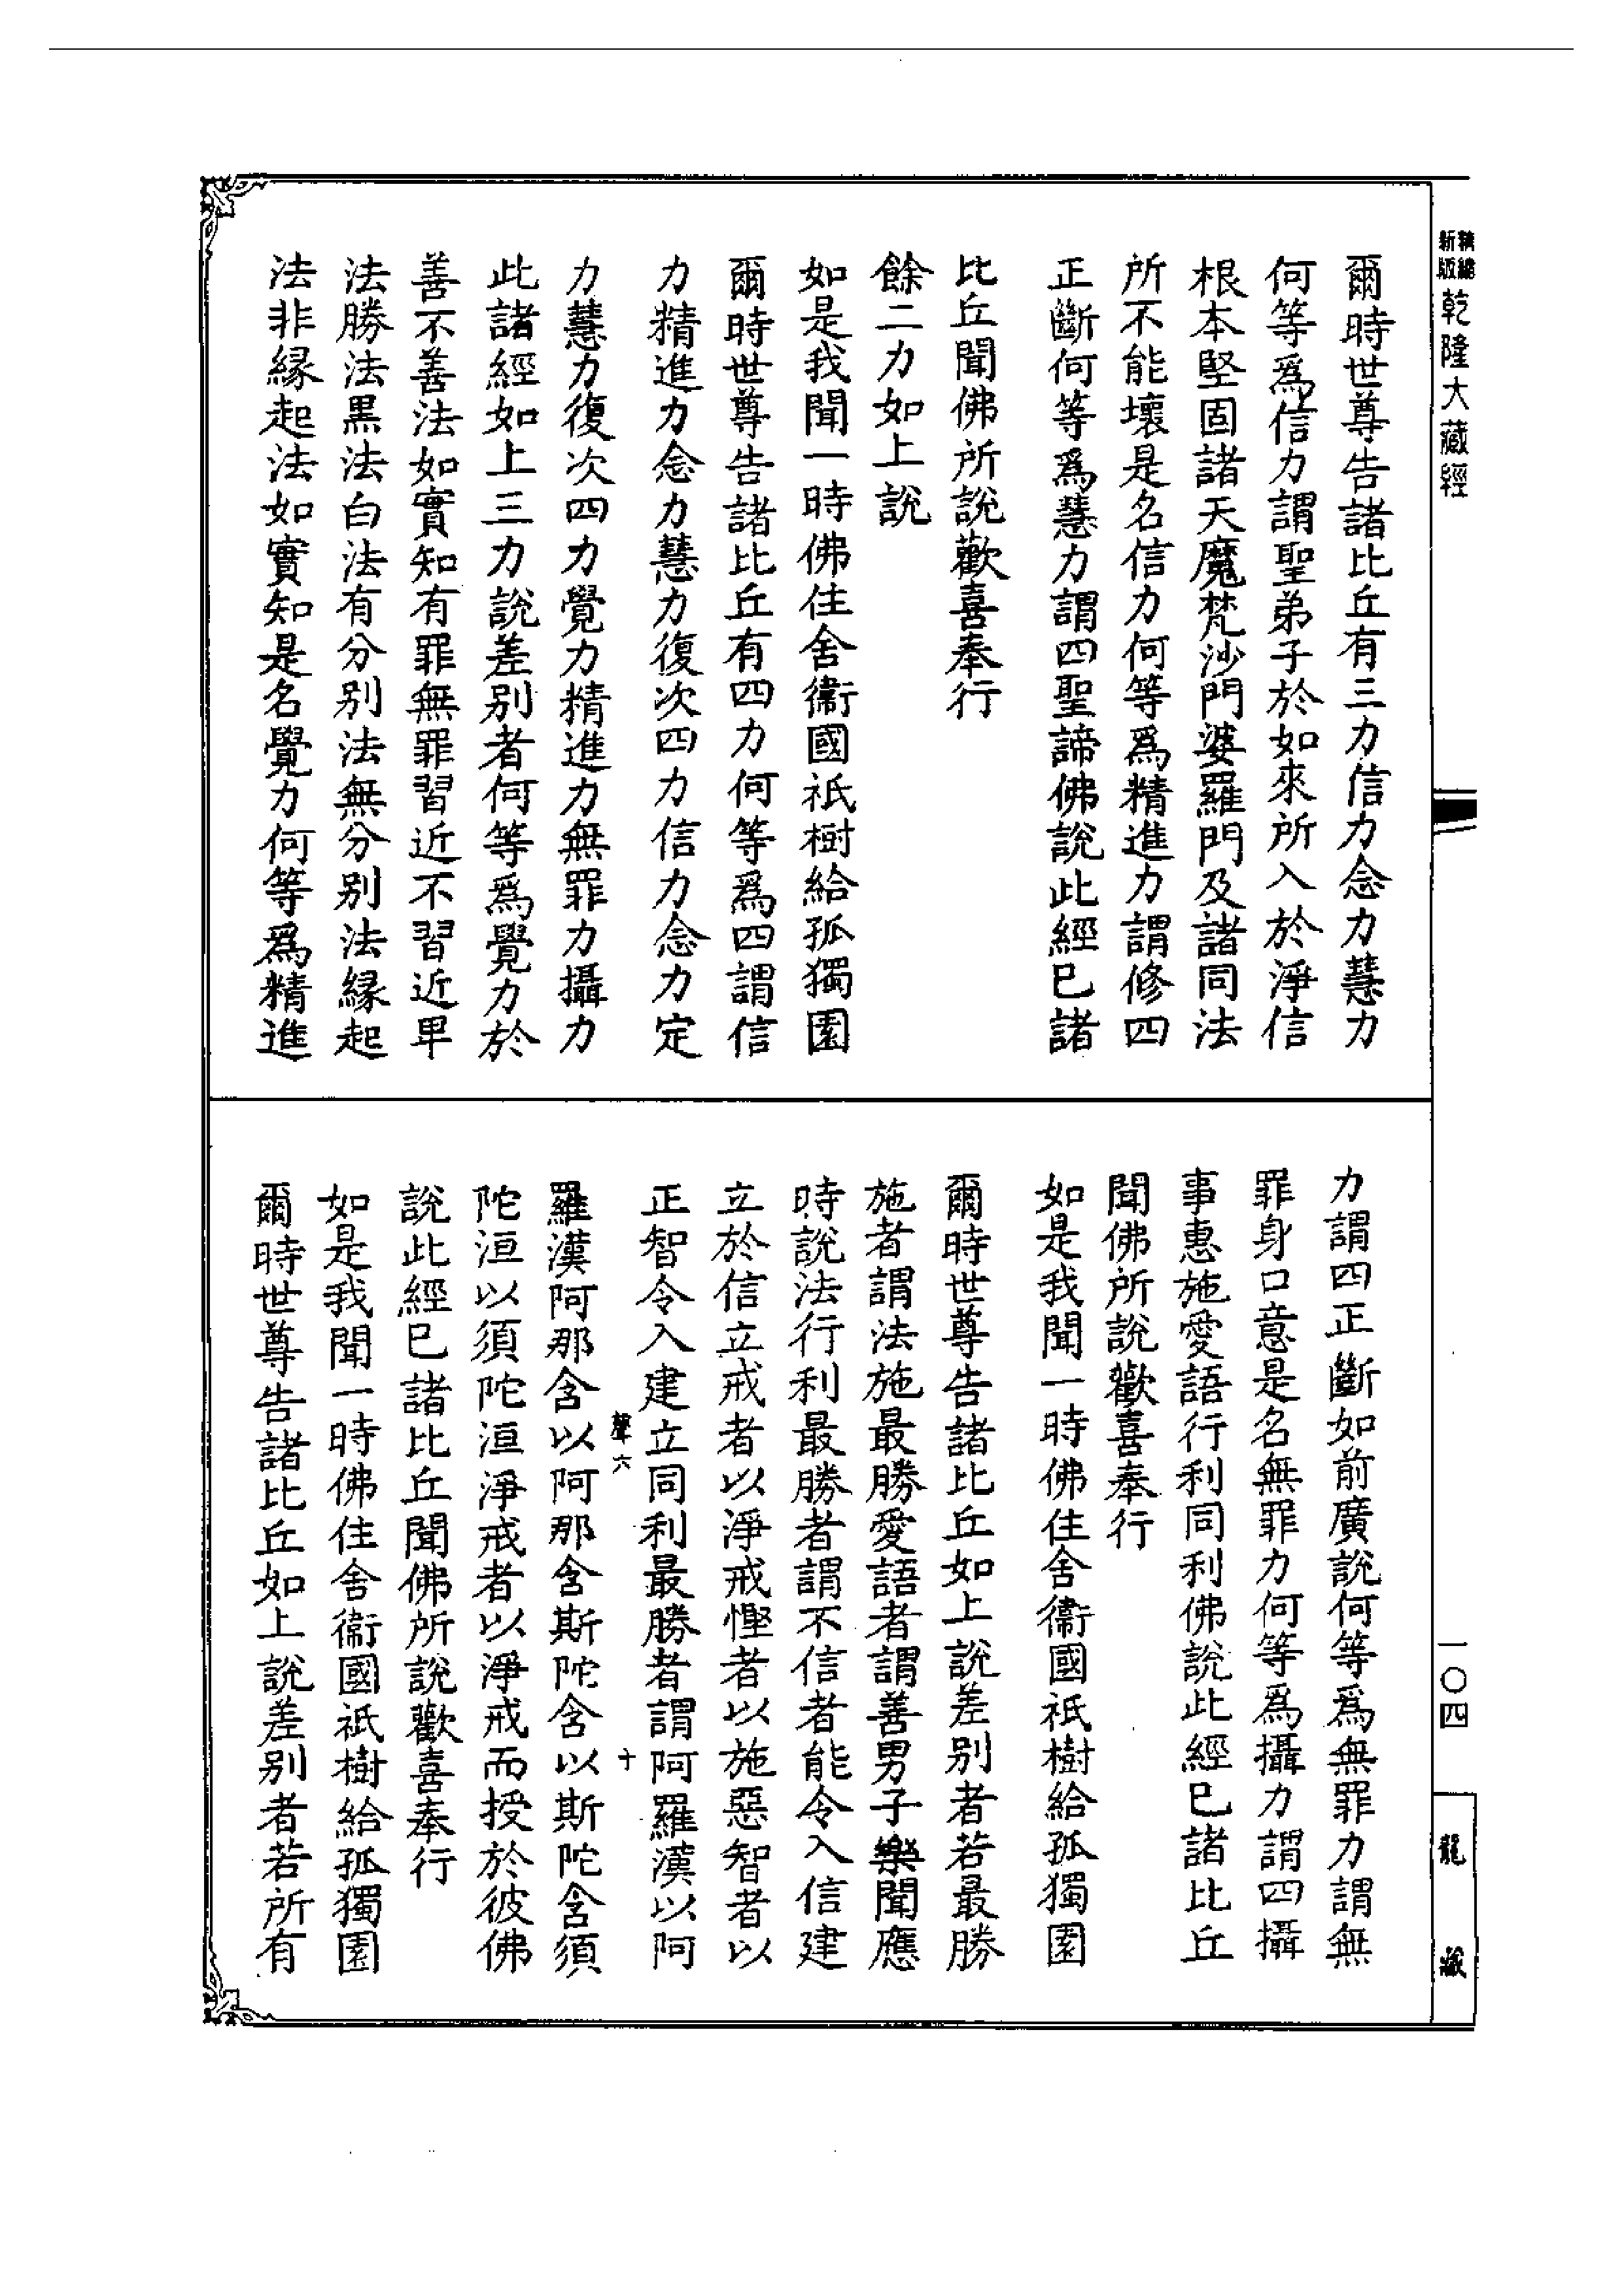 新編縮版
乾隆大藏經
一〇四
龍藏
爾時世尊告諸比丘有三力信力念力慧力
何等爲信力謂聖弟子於如來所入於淨信
根本堅固諸天魔梵沙門婆羅門及諸同法
所不能壞是名信力何等爲精進力謂修四
正斷何等爲慧力謂四聖諦佛說此經已諸
比丘聞佛所說歡喜奉行
餘二力如上說
如是我聞一時佛住舍衛國祇樹給孤獨園
爾時世尊告諸比丘有四力何等爲四謂信
力精進力念力慧力復次四力信力念力定
力慧力復次四力覺力精進力無罪力攝力
此諸經如上三力說差別者何等爲覺力於
善不善法如實知有罪無罪習近不習近卑
法勝法黑法白法有分別法無分別法緣起
法非緣起法如實知是名覺力何等爲精進
力謂四正斷如前廣說何等爲無罪力謂無
罪身口意是名無罪力何等爲攝力謂四攝
事惠施愛語行利同利佛說此經已諸比丘
聞佛所說歡喜奉行
如是我聞一時佛住舍衛國祇樹給孤獨園
爾時世尊告諸比丘如上說差別者若最勝
施者謂法施最勝愛語者謂善男子樂聞應
時說法行利最勝者謂不信者能令入信建
立於信立戒者以淨戒慳者以施惡智者以
正智令入建立同利最勝者謂阿羅漢以阿
聲六
十
羅漢阿那含以阿那含斯陀含以斯陀含須
陀洹以須陀洹淨戒者以淨戒而授於彼佛
說此經已諸比丘聞佛所說歡喜奉行
如是我聞一時佛住舍衛國祇樹給孤獨園
爾時世尊告諸比丘如上說差別者若所有